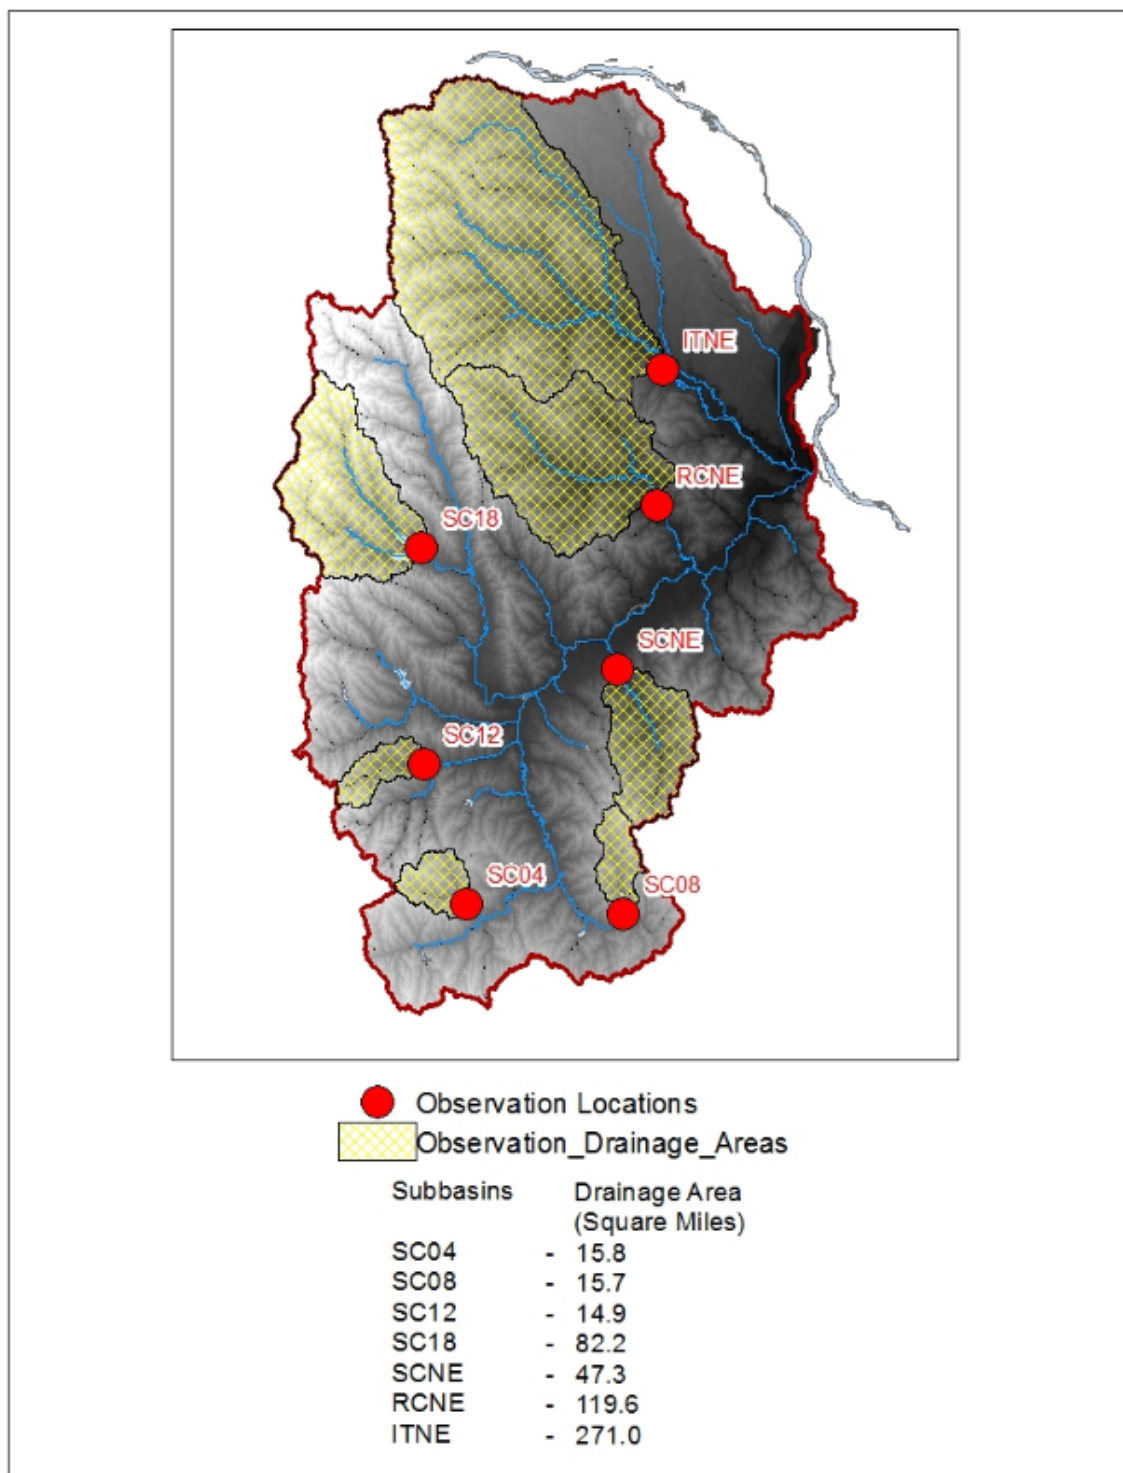 ITNE
RCNE
SC18
SCNE
SC12
SC04
SC08
Observation Locations
Observation_Drainage_Areas
Subbasins Drainage Area
(Square Miles)
SC04 - 15.8
SC08 - 15.7
SC12 - 14.9
SC18 - 82.2
SCNE - 47.3
RCNE - 119.6
ITNE - 271.0